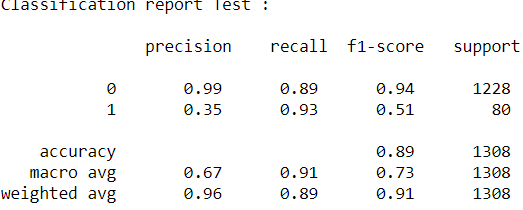 Classification report Test :
precision recall f1-score support
0 0.99 0.89 0.94 1228
1 0.35 0.93 0.51 80
accuracy 0.89 1308
macro avg 0.67 0.91 0.73 1308
weighted avg 0.96 0.89 0.91 1308